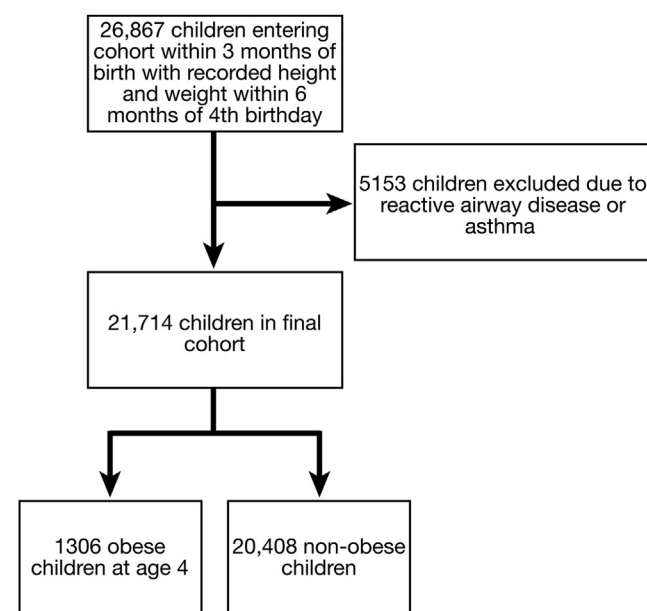 26,867 children entering
cohort within 3 months of
birth with recorded height
and weight within 6
months of 4th birthday
5153 children excluded due to
reactive airway disease or
asthma
21,714 children in final
cohort
1306 obese
children at age 4
20,408 non-obese
children